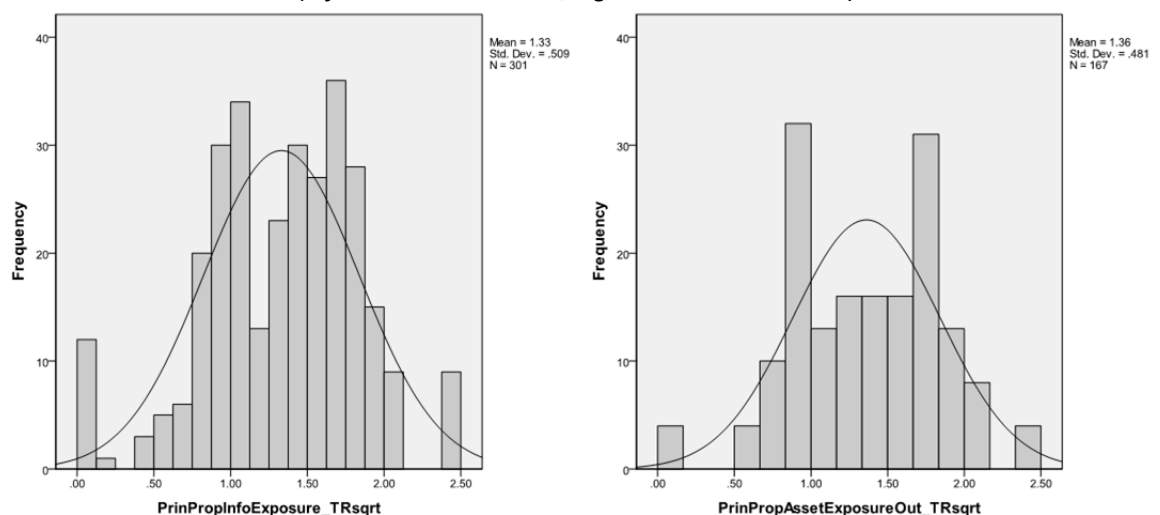 Mean = 1.33
Std. Dev. = .509
N = 301
40
30
20
10
0
Frequency
.00 .50 1.00 1.50 2.00 2.50
PrinPropInfoExposure_TRsqrt
Mean = 1.36
Std. Dev. = .481
N = 167
40
30
20
10
0
Frequency
.00 .50 1.00 1.50 2.00 2.50
PrinPropAssetExposureOut_TRsqrt